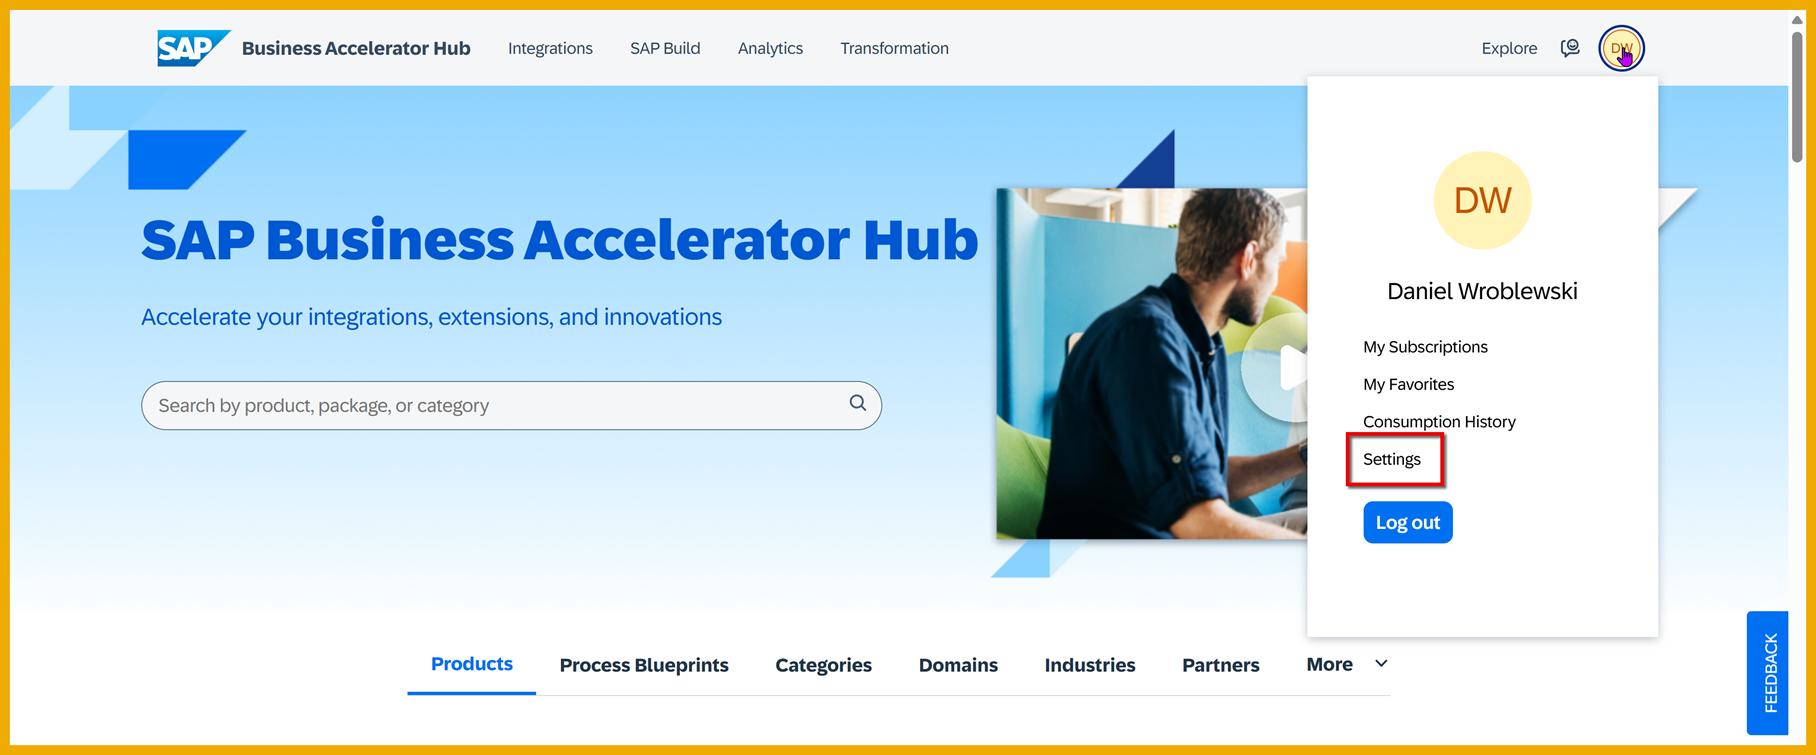 SAP Business Accelerator Hub Integrations SAP Build Analytics Transformation Explore DW
DW
Daniel Wroblewski
My Subscriptions
My Favorites
Consumption History
Settings
Log out
SAP Business Accelerator Hub
Accelerate your integrations, extensions, and innovations
Search by product, package, or category
Products Process Blueprints Categories Domains Industries Partners More
FEEDBACK